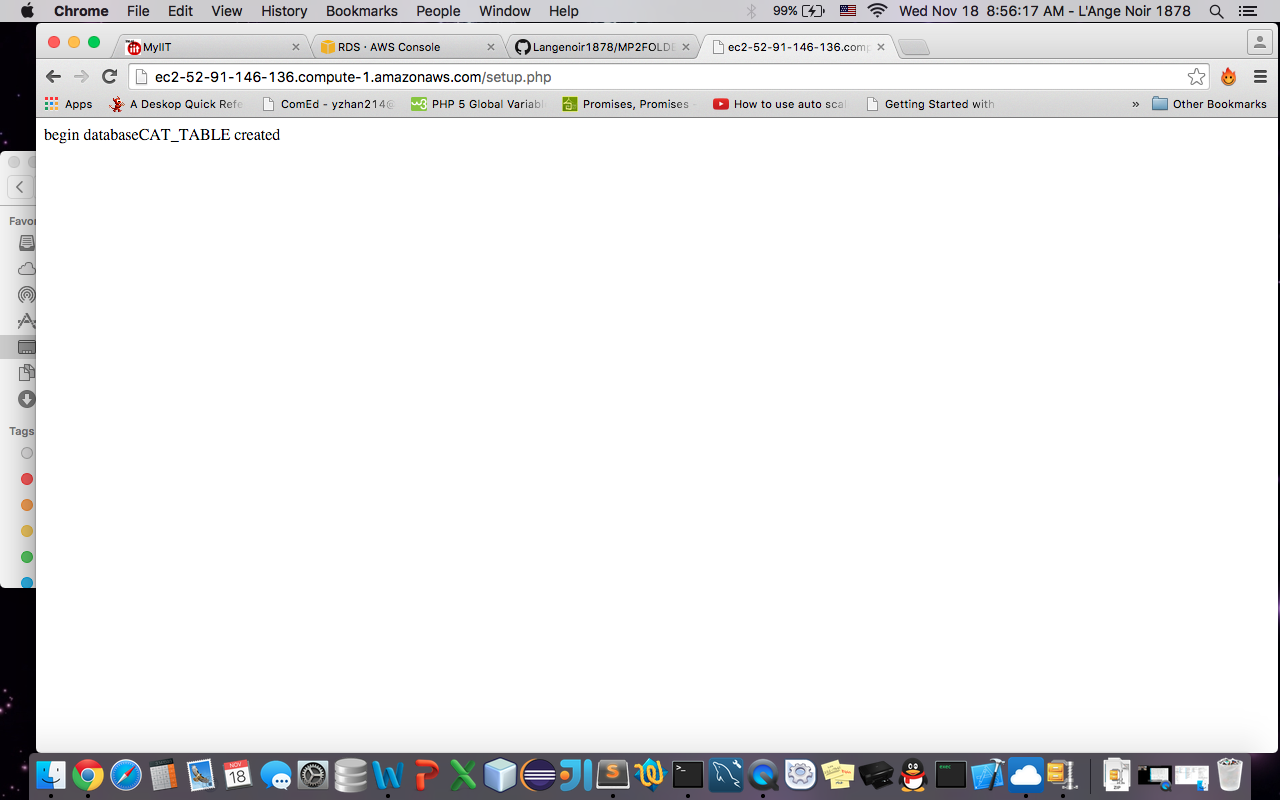 Chrome File Edit View History Bookmarks People Window Help 99% Wed Nov 18 8:56:17 AM - L'Ange Noir 1878
MyIIT RDS · AWS Console Langenoir1878/MP2FOLDE ec2-52-91-146-136.comp
ec2-52-91-146-136.compute-1.amazonaws.com/setup.php
Apps A Deskop Quick Refe ComEd - yzhan214@ PHP 5 Global Variabl Promises, Promises - How to use auto scal Getting Started with » Other Bookmarks
begin databaseCAT_TABLE created
Favor
Tags
NOV
18